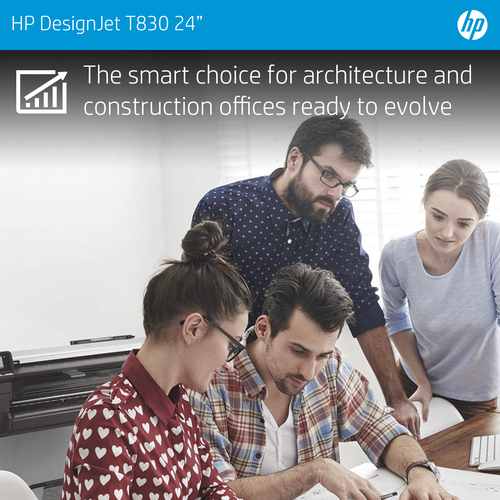 HP DesignJet T830 24”
hp
The smart choice for architecture and
construction offices ready to evolve